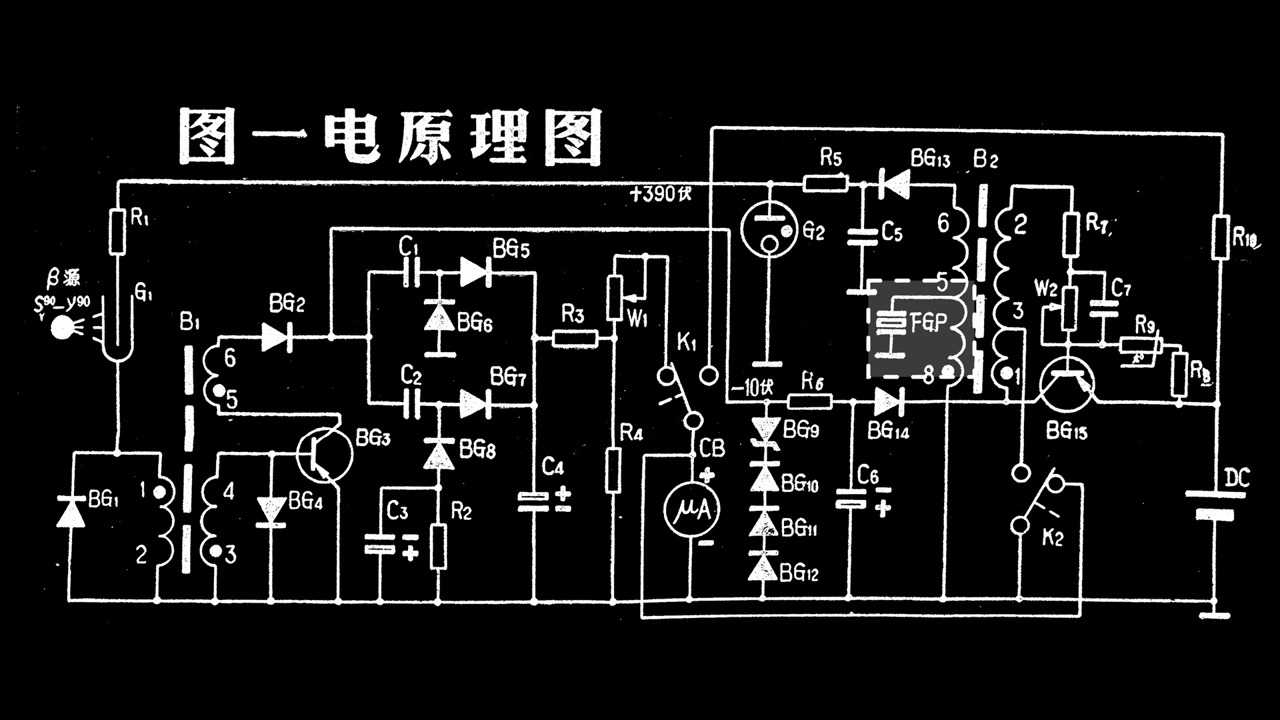 图一电原理图
R5
BG13
B2
+390伏
R1
G2
C5
6
2
R7
R10
β源
Sr90-Y90
G1
C1
BG5
5
W2
C7
B1
BG2
BG6
R3
W1
3
R9
6
K1
FGP
5
C2
BG7
-10伏
R6
8
1
R8
BG3
BG8
R4
BG9
BG14
BG15
CB
1
4
BG1
BG4
C3
R2
C4
+
-
+
μA
-
BG10
C6
-
+
DC
2
3
-
+
BG11
K2
BG12